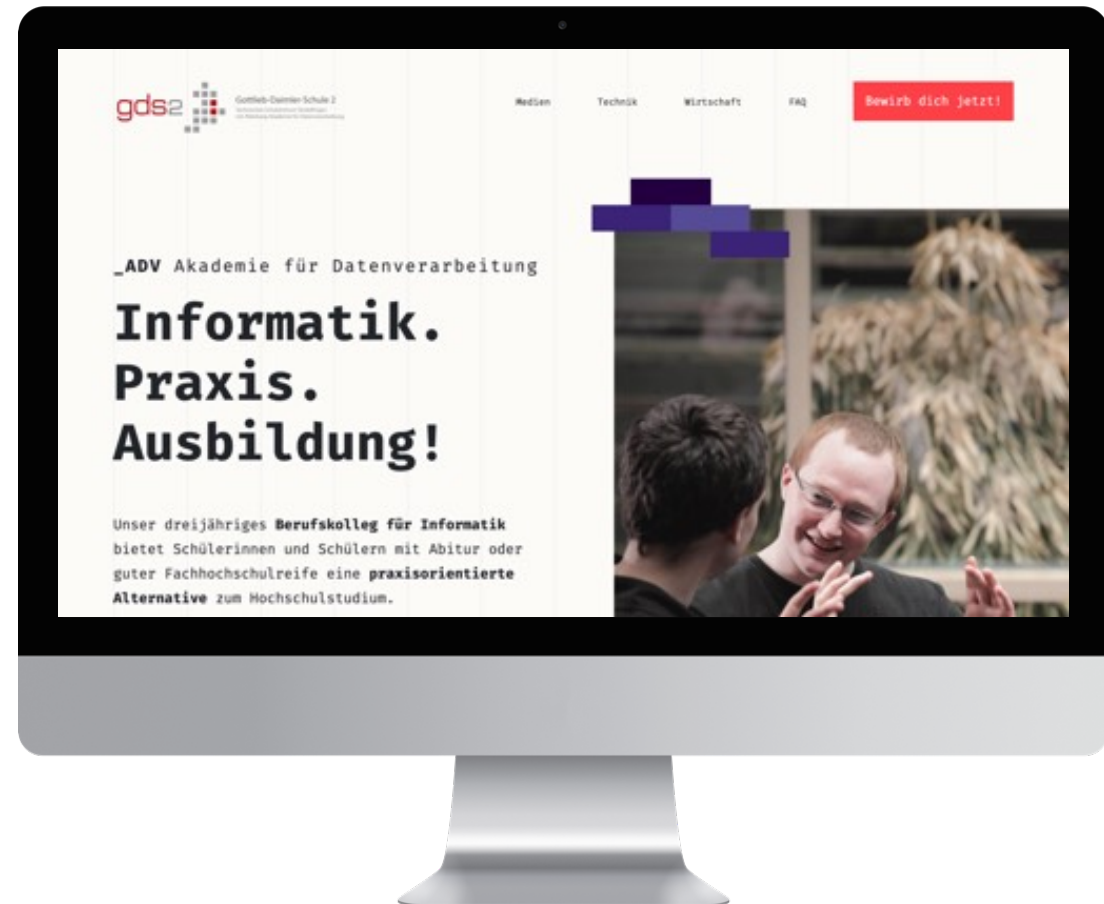 gds2
Gottlieb-Daimler-Schule 2
Medien Technik Wirtschaft FAQ Bewirb dich jetzt!
_ADV Akademie für Datenverarbeitung
Informatik.
Praxis.
Ausbildung!
Unser dreijähriges Berufskolleg für Informatik
bietet Schülerinnen und Schülern mit Abitur oder
guter Fachhochschulreife eine praxisorientierte
Alternative zum Hochschulstudium.